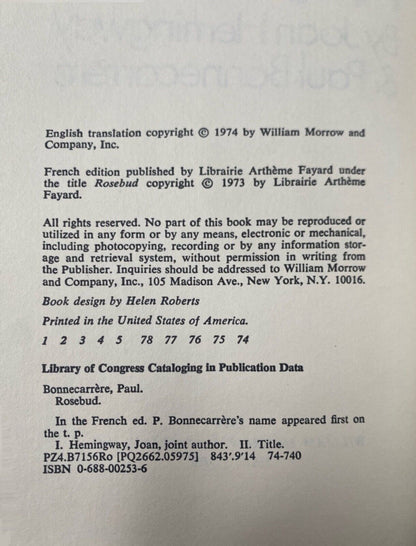 By Joan Hemingway
& Paul Bonnecarrère
English translation copyright © 1974 by William Morrow and
Company, Inc.
French edition published by Librairie Arthème Fayard under
the title Rosebud copyright © 1973 by Librairie Arthème
Fayard.
All rights reserved. No part of this book may be reproduced or
utilized in any form or by any means, electronic or mechanical,
including photocopying, recording or by any information stor-
age and retrieval system, without permission in writing from
the Publisher. Inquiries should be addressed to William Morrow
and Company, Inc., 105 Madison Ave., New York, N.Y. 10016.
Book design by Helen Roberts
Printed in the United States of America.
1 2 3 4 5 78 77 76 75 74
Library of Congress Cataloging in Publication Data
Bonnecarrère, Paul.
Rosebud.
In the French ed. P. Bonnecarrère's name appeared first on
the t. p.
I. Hemingway, Joan, joint author. II. Title.
PZ4.B7156Ro [PQ2662.05975] 843'.9'14 74-740
ISBN 0-688-00253-6